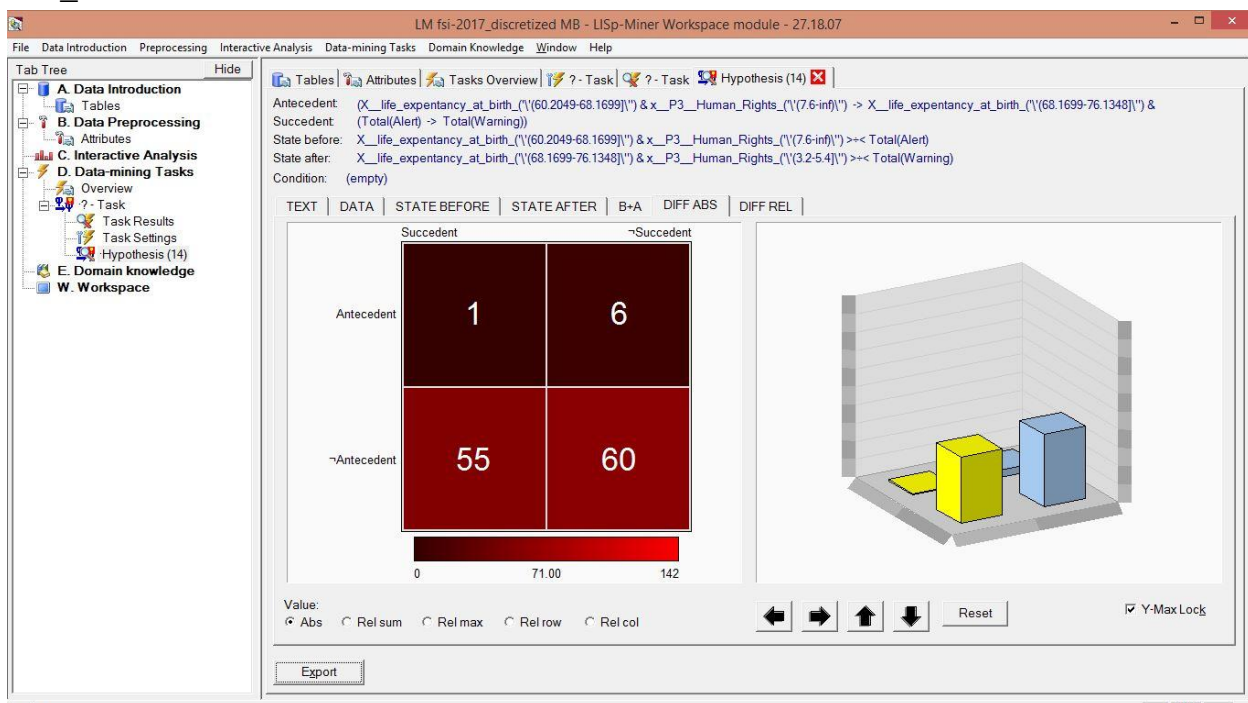 LM fsi-2017_discretized MB - LISp-Miner Workspace module - 27.18.07
File Data Introduction Preprocessing Interactive Analysis Data-mining Tasks Domain Knowledge Window Help
Tab Tree Hide
A. Data Introduction
Tables
B. Data Preprocessing
Attributes
C. Interactive Analysis
D. Data-mining Tasks
Overview
? - Task
Task Results
Task Settings
Hypothesis (14)
E. Domain knowledge
W. Workspace
Tables Attributes Tasks Overview ? - Task ? - Task Hypothesis (14)
Antecedent: (X__life_expentancy_at_birth_("\'(60.2049-68.1699]\'") & x__P3__Human_Rights_("\'(7.6-inf)\'") -> X__life_expentancy_at_birth_("\'(68.1699-76.1348]\'") &
Succedent: (Total(Alert) -> Total(Warning))
State before: X__life_expentancy_at_birth_("\'(60.2049-68.1699]\'") & x__P3__Human_Rights_("\'(7.6-inf)\'") >÷< Total(Alert)
State after: X__life_expentancy_at_birth_("\'(68.1699-76.1348]\'") & x__P3__Human_Rights_("\'(3.2-5.4]\'") >÷< Total(Warning)
Condition: (empty)
TEXT DATA STATE BEFORE STATE AFTER B+A DIFF ABS DIFF REL
Succedent ¬Succedent
Antecedent 1 6
¬Antecedent 55 60
0 71.00 142
Value:
Abs Rel sum Rel max Rel row Rel col
Reset
Y-Max Lock
Export